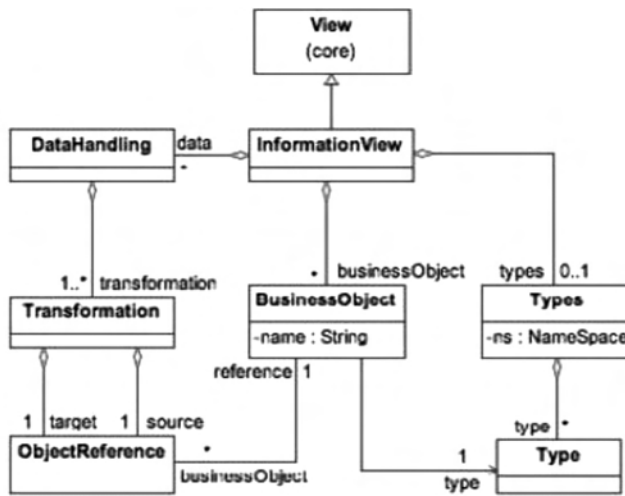 View
(core)
DataHandling
data
*
InformationView
1..* transformation
* businessObject
types 0..1
Transformation
BusinessObject
-name : String
Types
-ns : NameSpace
reference 1
1 target
1 source
ObjectReference
*
businessObject
1
type
type *
Type